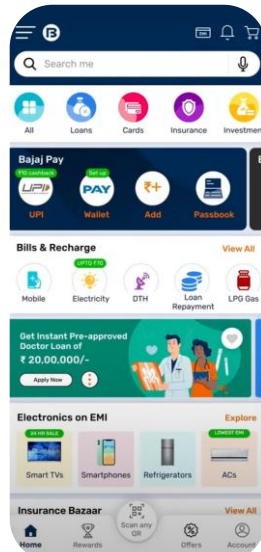 B
EMI
Search me
All Loans Cards Insurance Investmen
Bajaj Pay
₹10 cashback Set up
UPI PAY ₹+
UPI Wallet Add Passbook
Bills & Recharge View All
UPTO ₹70
Mobile Electricity DTH Loan Repayment LPG Gas
Get Instant Pre-approved
Doctor Loan of
₹ 20,00,000/-
Apply Now
Electronics on EMI Explore
24 HR SALE LOWEST EMI
Smart TVs Smartphones Refrigerators ACs
Insurance Bazaar View All
Scan any
QR
Home Rewards Offers Account